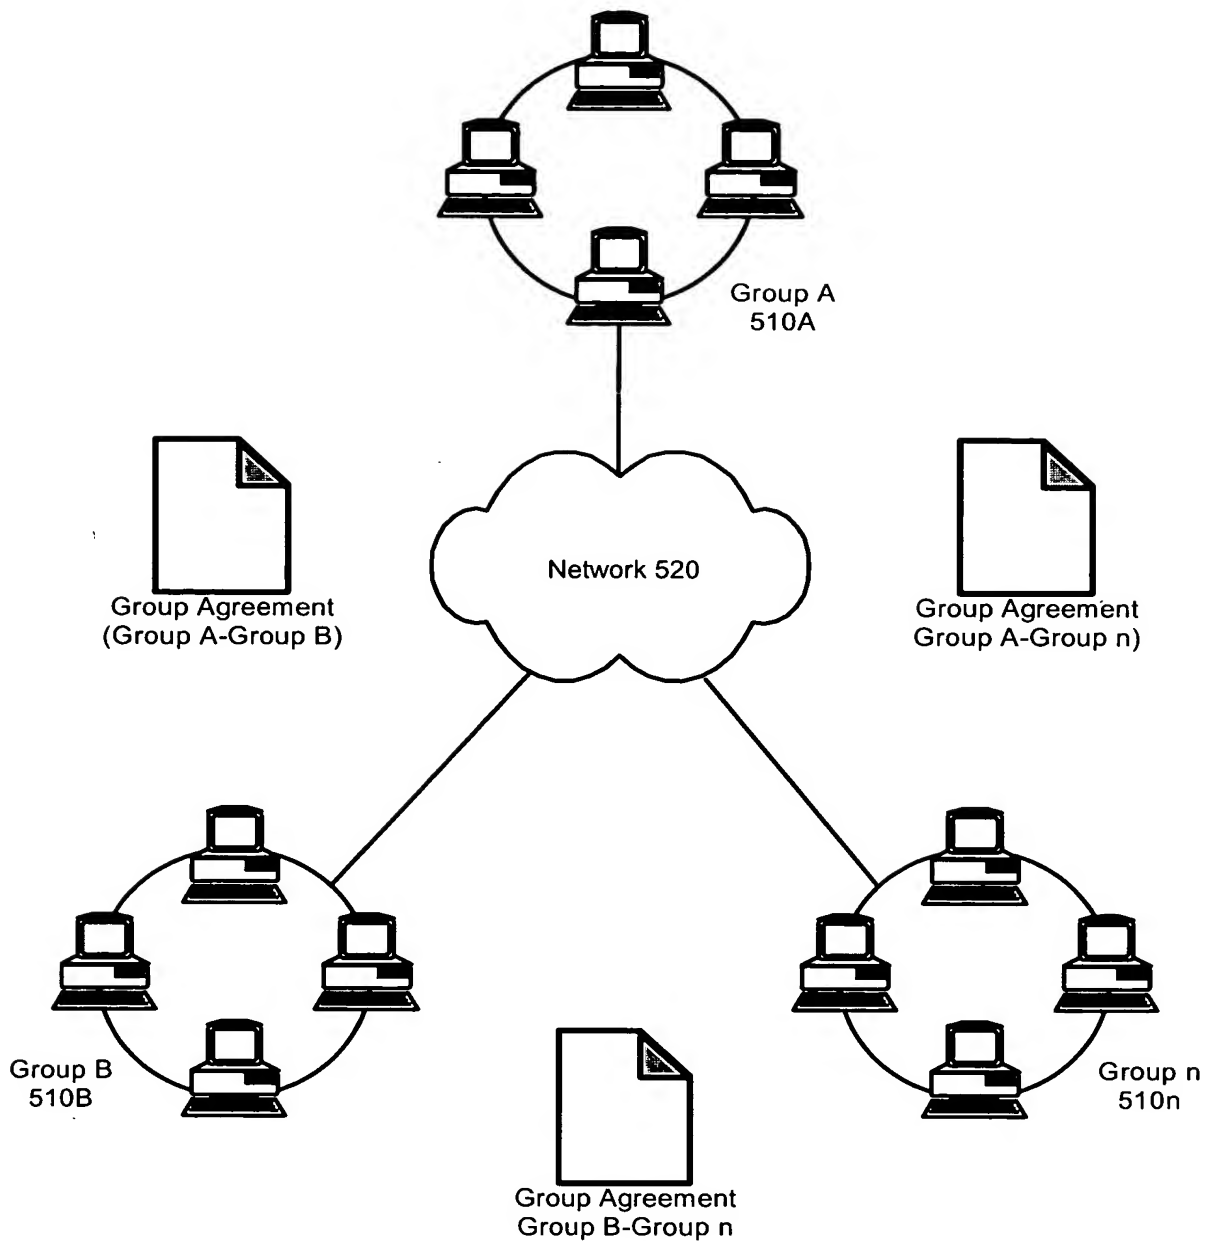 Group A
510A
Network 520
Group Agreement
(Group A-Group B)
Group Agreement
Group A-Group n)
Group B
510B
Group n
510n
Group Agreement
Group B-Group n